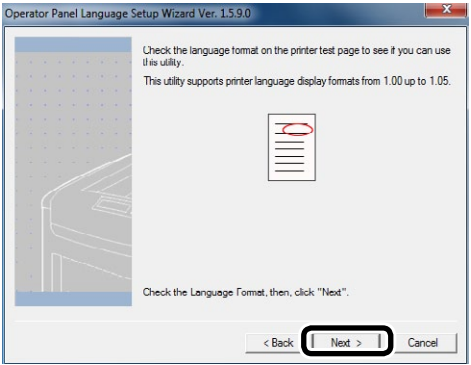 Operator Panel Language Setup Wizard Ver. 1.5.9.0
Check the language format on the printer test page to see if you can use
this utility.
This utility supports printer language display formats from 1.00 up to 1.05.
Check the Language Format, then, click "Next".
< Back Next > Cancel